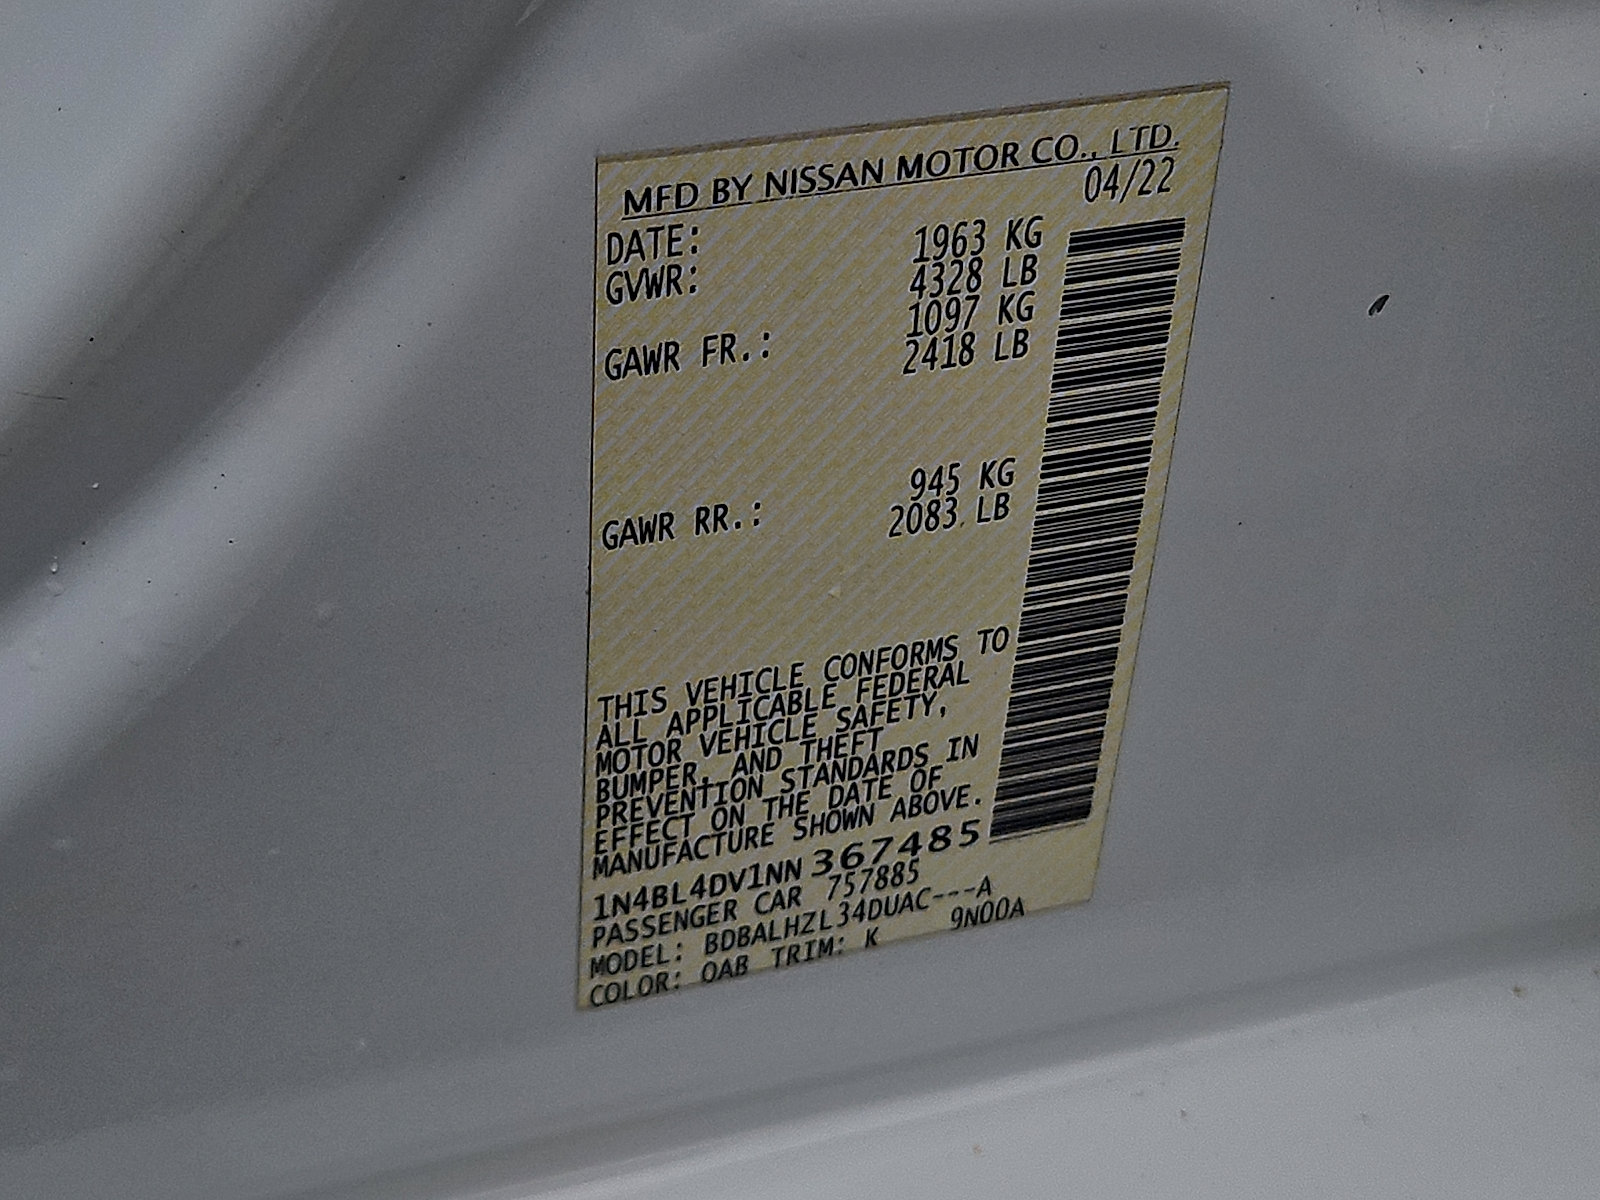 MFD BY NISSAN MOTOR CO., LTD.
DATE: 04/22
GVWR: 1963 KG
4328 LB
GAWR FR.: 1097 KG
2418 LB
GAWR RR.: 945 KG
2083 LB
THIS VEHICLE CONFORMS TO
ALL APPLICABLE FEDERAL
MOTOR VEHICLE SAFETY,
BUMPER, AND THEFT
PREVENTION STANDARDS IN
EFFECT ON THE DATE OF
MANUFACTURE SHOWN ABOVE.
1N4BL4DV1NN367485
PASSENGER CAR 757885
MODEL: BDBALHZL34DUAC---A
COLOR: QAB TRIM: K 9N00A